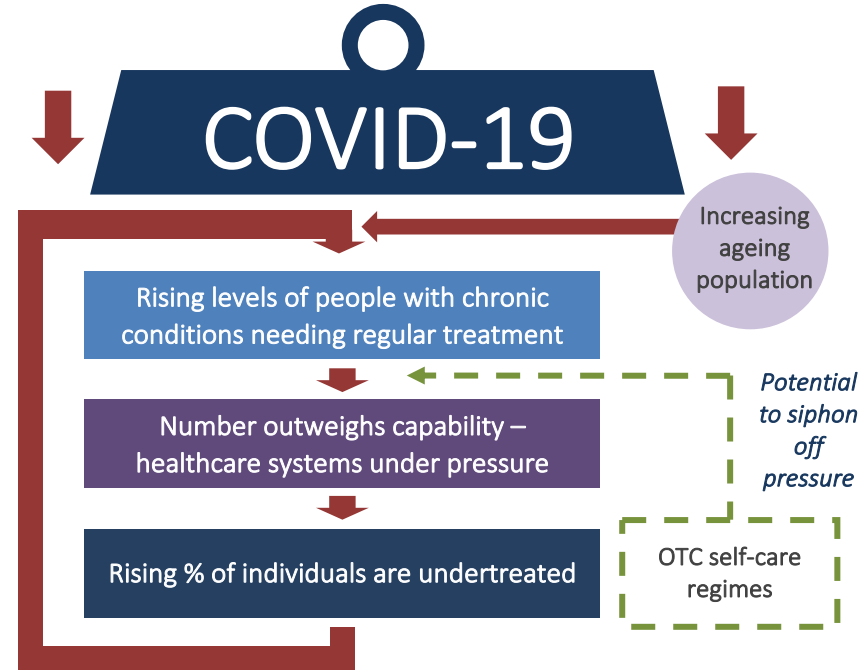 COVID-19
Increasing
ageing
population
Rising levels of people with chronic
conditions needing regular treatment
Number outweighs capability –
healthcare systems under pressure
Potential
to siphon
off
pressure
Rising % of individuals are undertreated
OTC self-care
regimes